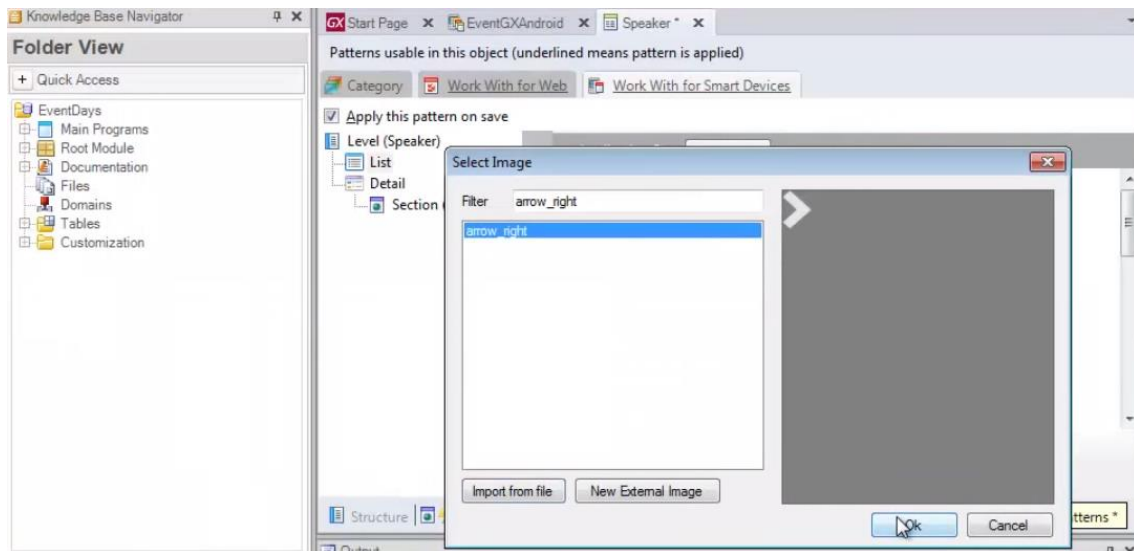 Knowledge Base Navigator
Folder View
+ Quick Access
EventDays
Main Programs
Root Module
Documentation
Files
Domains
Tables
Customization
GX Start Page
EventGXAndroid
Speaker *
Patterns usable in this object (underlined means pattern is applied)
Category
Work With for Web
Work With for Smart Devices
Apply this pattern on save
Level (Speaker)
List
Detail
Section (
Select Image
Filter
arrow_right
arrow_right
Import from file
New External Image
Ok
Cancel
Structure
tterns *
Output